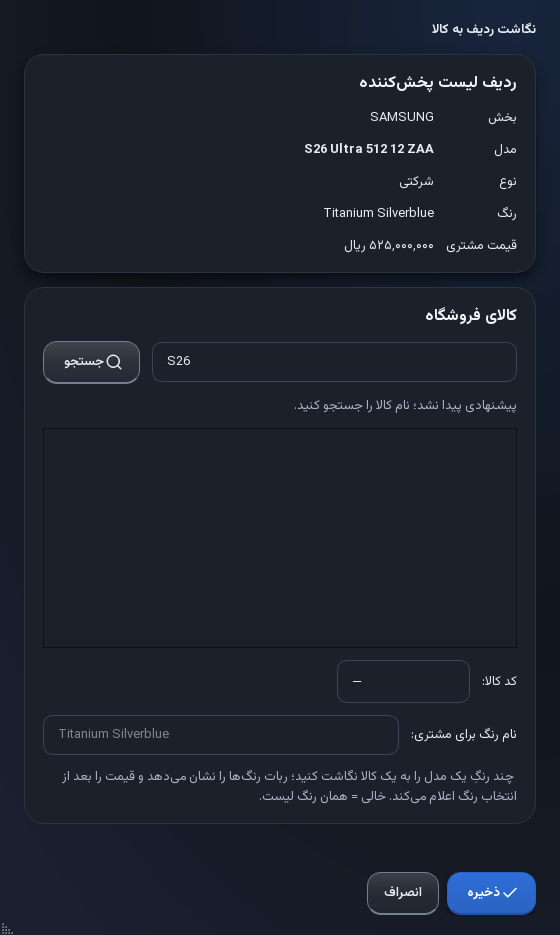 نگاشت ردیف به کالا
ردیف لیست پخش‌کننده
بخش SAMSUNG
مدل S26 Ultra 512 12 ZAA
نوع شرکتی
رنگ Titanium Silverblue
قیمت مشتری ۵۲۵,۰۰۰,۰۰۰ ریال
کالای فروشگاه
S26 جستجو
پیشنهادی پیدا نشد؛ نام کالا را جستجو کنید.
کد کالا: —
نام رنگ برای مشتری: Titanium Silverblue
چند رنگِ یک مدل را به یک کالا نگاشت کنید؛ ربات رنگ‌ها را نشان می‌دهد و قیمت را بعد از
انتخاب رنگ اعلام می‌کند. خالی = همان رنگ لیست.
ذخیره انصراف